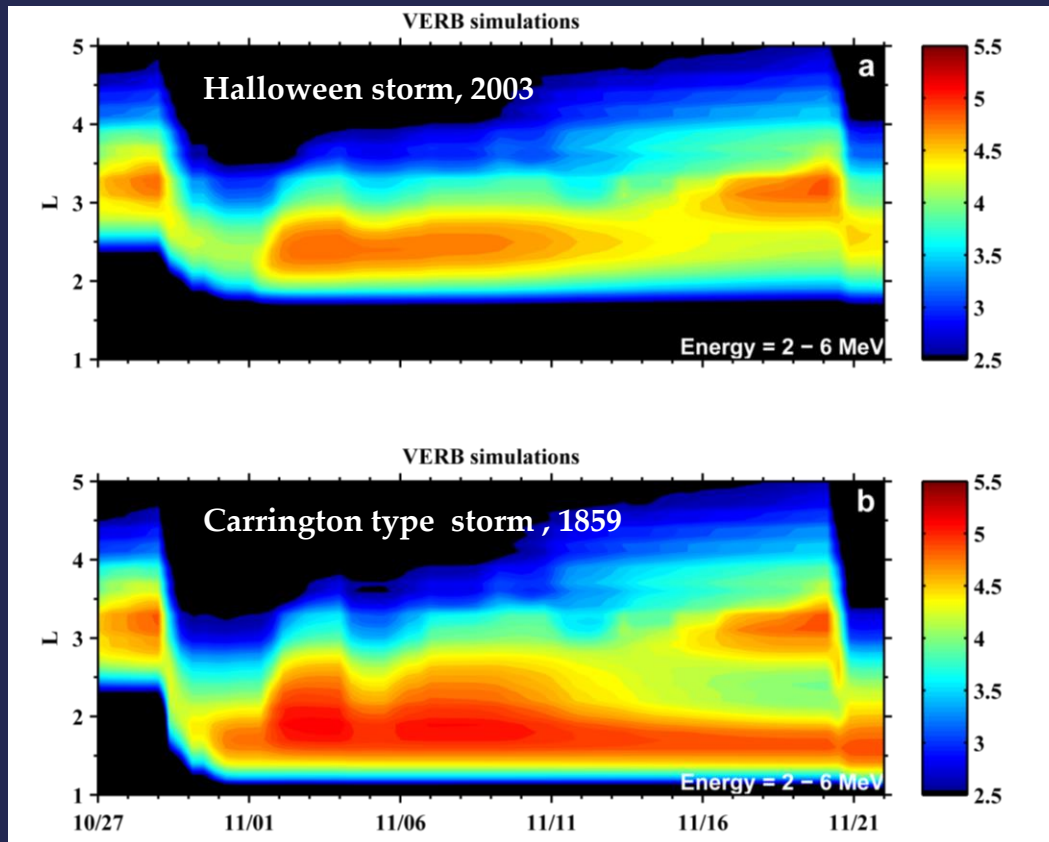 VERB simulations
5
4
3
2
1
L
Halloween storm, 2003
a
Energy = 2 − 6 MeV
5.5
5
4.5
4
3.5
3
2.5
VERB simulations
5
4
3
2
1
L
Carrington type storm , 1859
b
Energy = 2 − 6 MeV
10/27 11/01 11/06 11/11 11/16 11/21
5.5
5
4.5
4
3.5
3
2.5